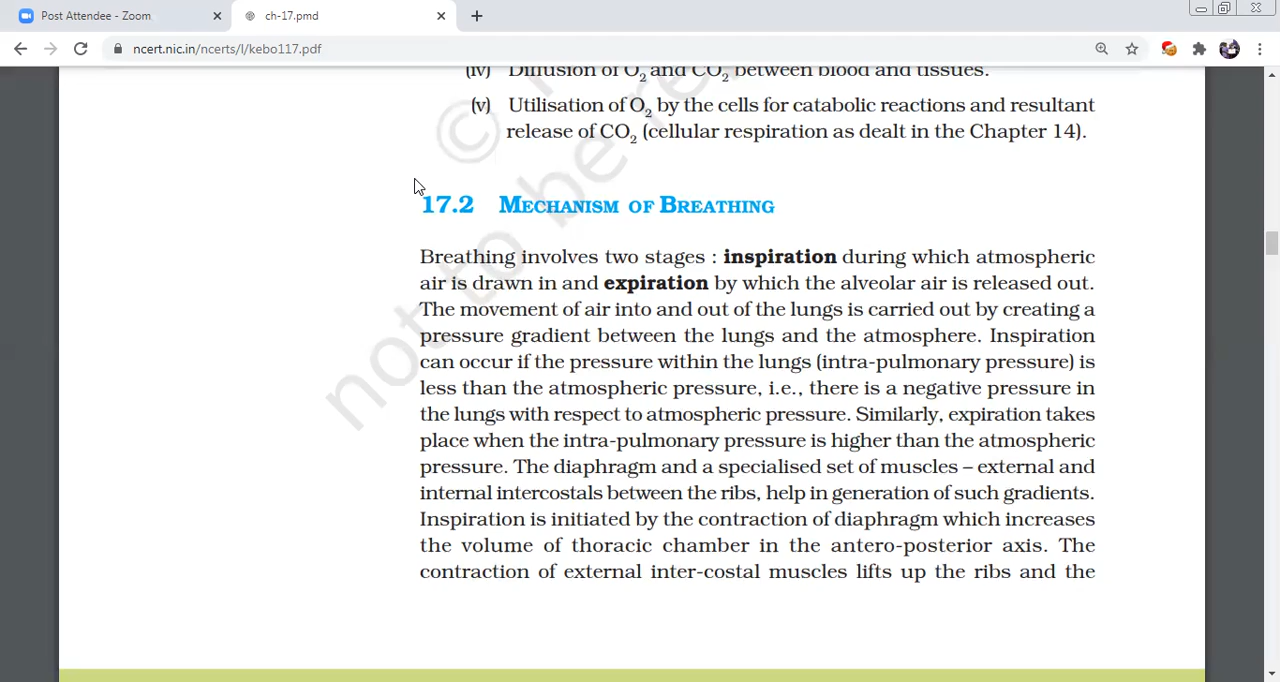 Post Attendee - Zoom
ch-17.pmd
ncert.nic.in/ncerts/l/kebo117.pdf
(iv) Diffusion of O2 and CO2 between blood and tissues.
(v) Utilisation of O2 by the cells for catabolic reactions and resultant
release of CO2 (cellular respiration as dealt in the Chapter 14).
17.2 MECHANISM OF BREATHING
Breathing involves two stages : inspiration during which atmospheric
air is drawn in and expiration by which the alveolar air is released out.
The movement of air into and out of the lungs is carried out by creating a
pressure gradient between the lungs and the atmosphere. Inspiration
can occur if the pressure within the lungs (intra-pulmonary pressure) is
less than the atmospheric pressure, i.e., there is a negative pressure in
the lungs with respect to atmospheric pressure. Similarly, expiration takes
place when the intra-pulmonary pressure is higher than the atmospheric
pressure. The diaphragm and a specialised set of muscles – external and
internal intercostals between the ribs, help in generation of such gradients.
Inspiration is initiated by the contraction of diaphragm which increases
the volume of thoracic chamber in the antero-posterior axis. The
contraction of external inter-costal muscles lifts up the ribs and the
©
not to be re